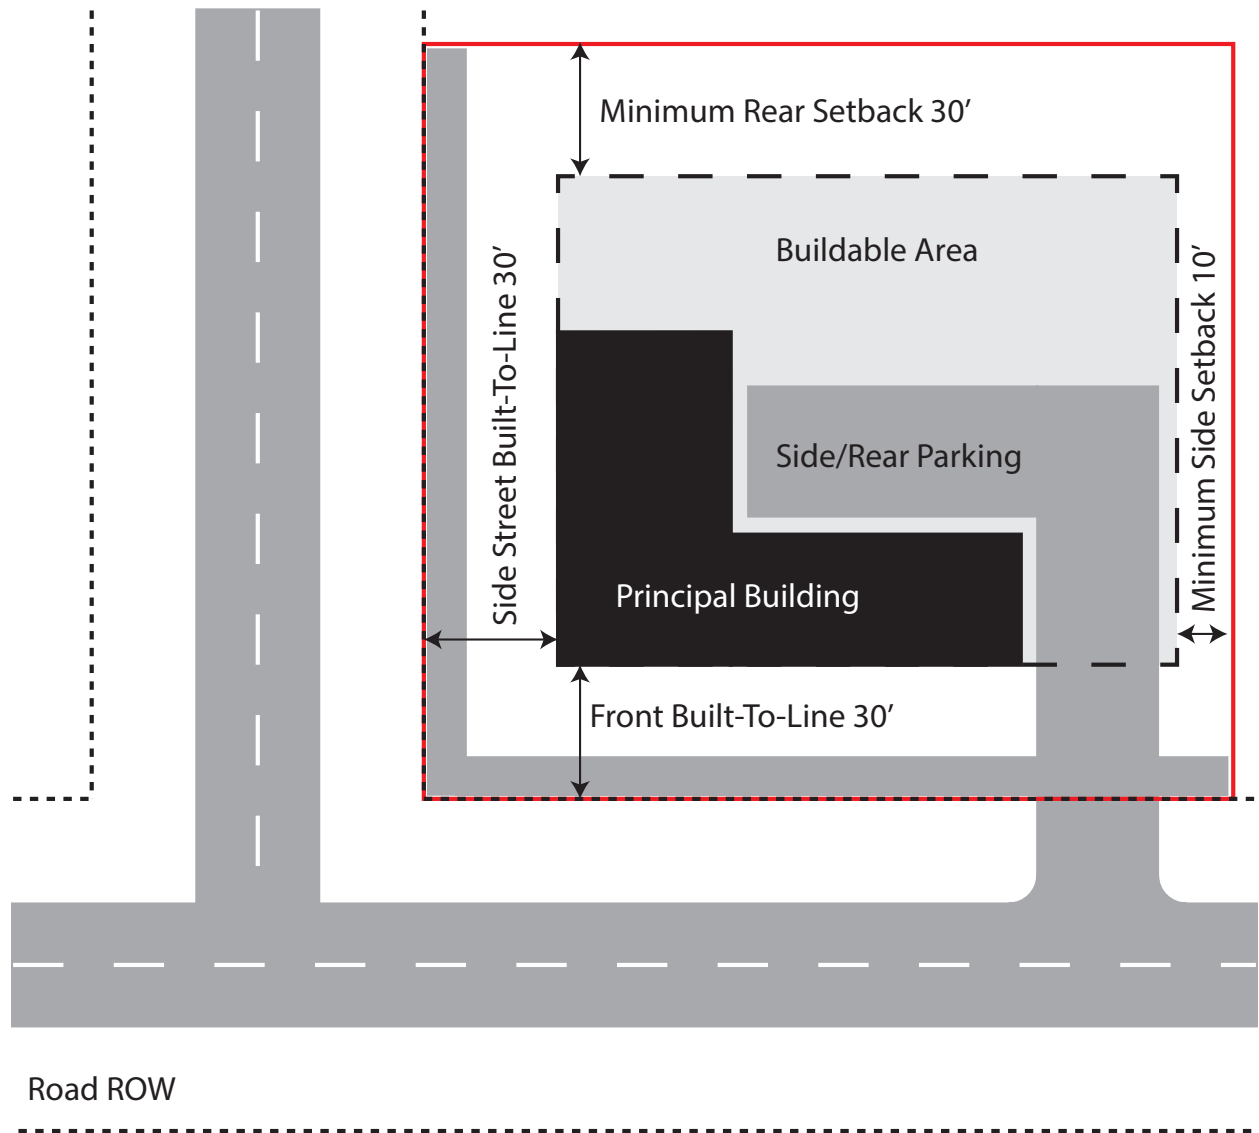 Minimum Rear Setback 30’
Buildable Area
Side Street Built-To-Line 30’
Minimum Side Setback 10’
Side/Rear Parking
Principal Building
Front Built-To-Line 30’
Road ROW